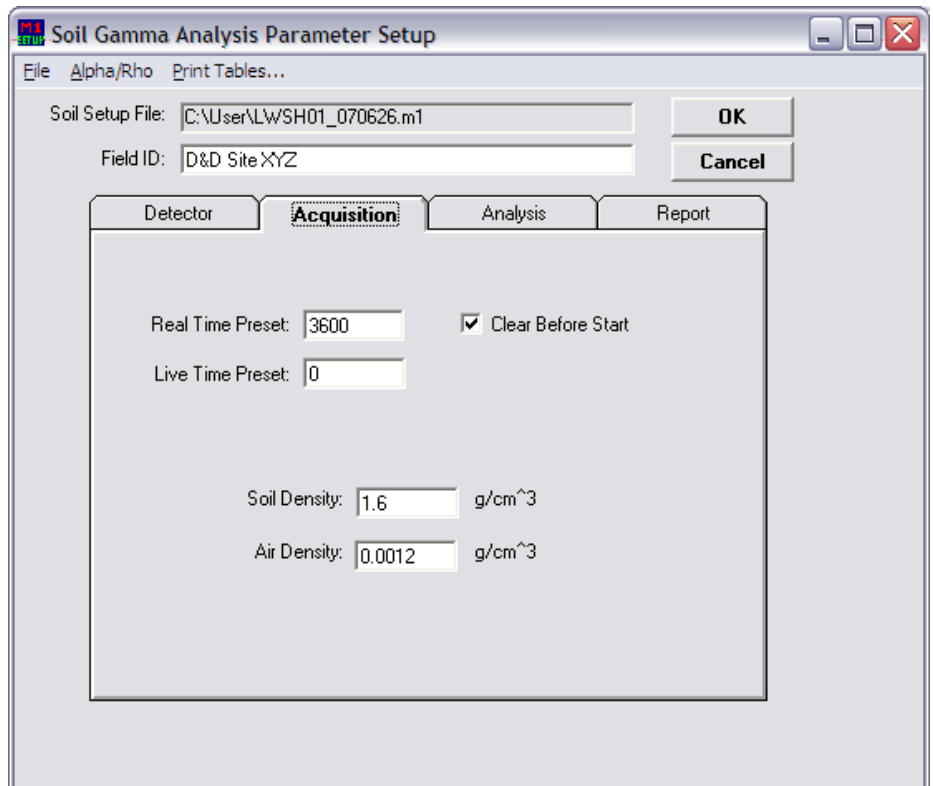 M1 SETUP Soil Gamma Analysis Parameter Setup
File Alpha/Rho Print Tables...
Soil Setup File: C:\User\LWSH01_070626.m1 OK
Field ID: D&D Site XYZ Cancel
Detector Acquisition Analysis Report
Real Time Preset: 3600 Clear Before Start
Live Time Preset: 0
Soil Density: 1.6 g/cm^3
Air Density: 0.0012 g/cm^3